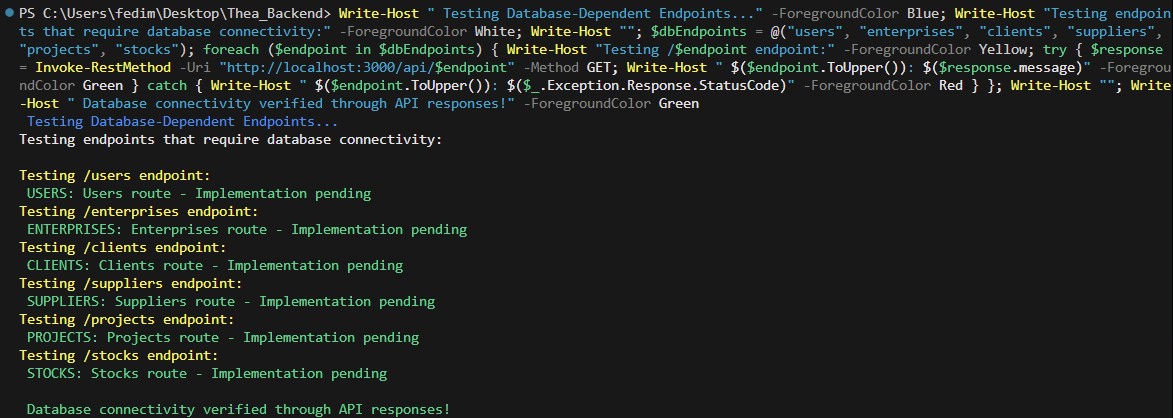 PS C:\Users\fedim\Desktop\Thea_Backend> Write-Host " Testing Database-Dependent Endpoints..." -ForegroundColor Blue; Write-Host "Testing endpoin
ts that require database connectivity:" -ForegroundColor White; Write-Host ""; $dbEndpoints = @("users", "enterprises", "clients", "suppliers",
"projects", "stocks"); foreach ($endpoint in $dbEndpoints) { Write-Host "Testing /$endpoint endpoint:" -ForegroundColor Yellow; try { $response
= Invoke-RestMethod -Uri "http://localhost:3000/api/$endpoint" -Method GET; Write-Host " $($endpoint.ToUpper()): $($response.message)" -Foregrou
ndColor Green } catch { Write-Host " $($endpoint.ToUpper()): $($_.Exception.Response.StatusCode)" -ForegroundColor Red } }; Write-Host ""; Write
-Host " Database connectivity verified through API responses!" -ForegroundColor Green
Testing Database-Dependent Endpoints...
Testing endpoints that require database connectivity:
Testing /users endpoint:
USERS: Users route - Implementation pending
Testing /enterprises endpoint:
ENTERPRISES: Enterprises route - Implementation pending
Testing /clients endpoint:
CLIENTS: Clients route - Implementation pending
Testing /suppliers endpoint:
SUPPLIERS: Suppliers route - Implementation pending
Testing /projects endpoint:
PROJECTS: Projects route - Implementation pending
Testing /stocks endpoint:
STOCKS: Stocks route - Implementation pending
Database connectivity verified through API responses!